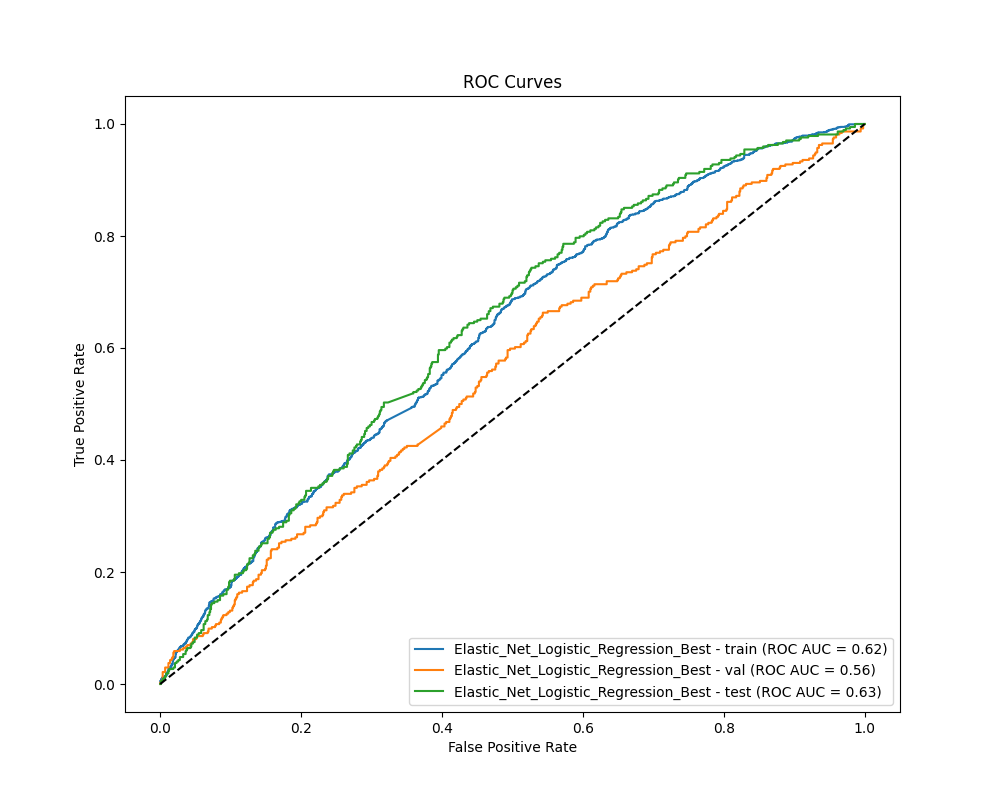 ROC Curves
1.0
0.8
0.6
0.4
0.2
0.0
True Positive Rate
0.0 0.2 0.4 0.6 0.8 1.0
False Positive Rate
Elastic_Net_Logistic_Regression_Best - train (ROC AUC = 0.62)
Elastic_Net_Logistic_Regression_Best - val (ROC AUC = 0.56)
Elastic_Net_Logistic_Regression_Best - test (ROC AUC = 0.63)